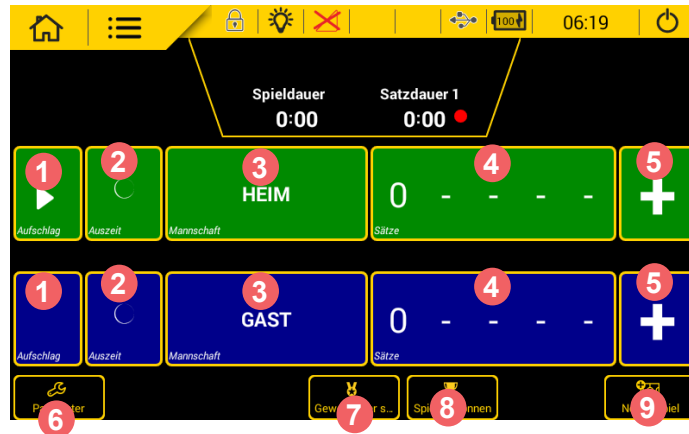 100 06:19
Spieldauer Satzdauer 1
0:00 0:00
1 2 3 4 5
HEIM 0 - - - -
Aufschlag Auszeit Mannschaft Sätze
1 2 3 4 5
GAST 0 - - - -
Aufschlag Auszeit Mannschaft Sätze
6 7 8 9